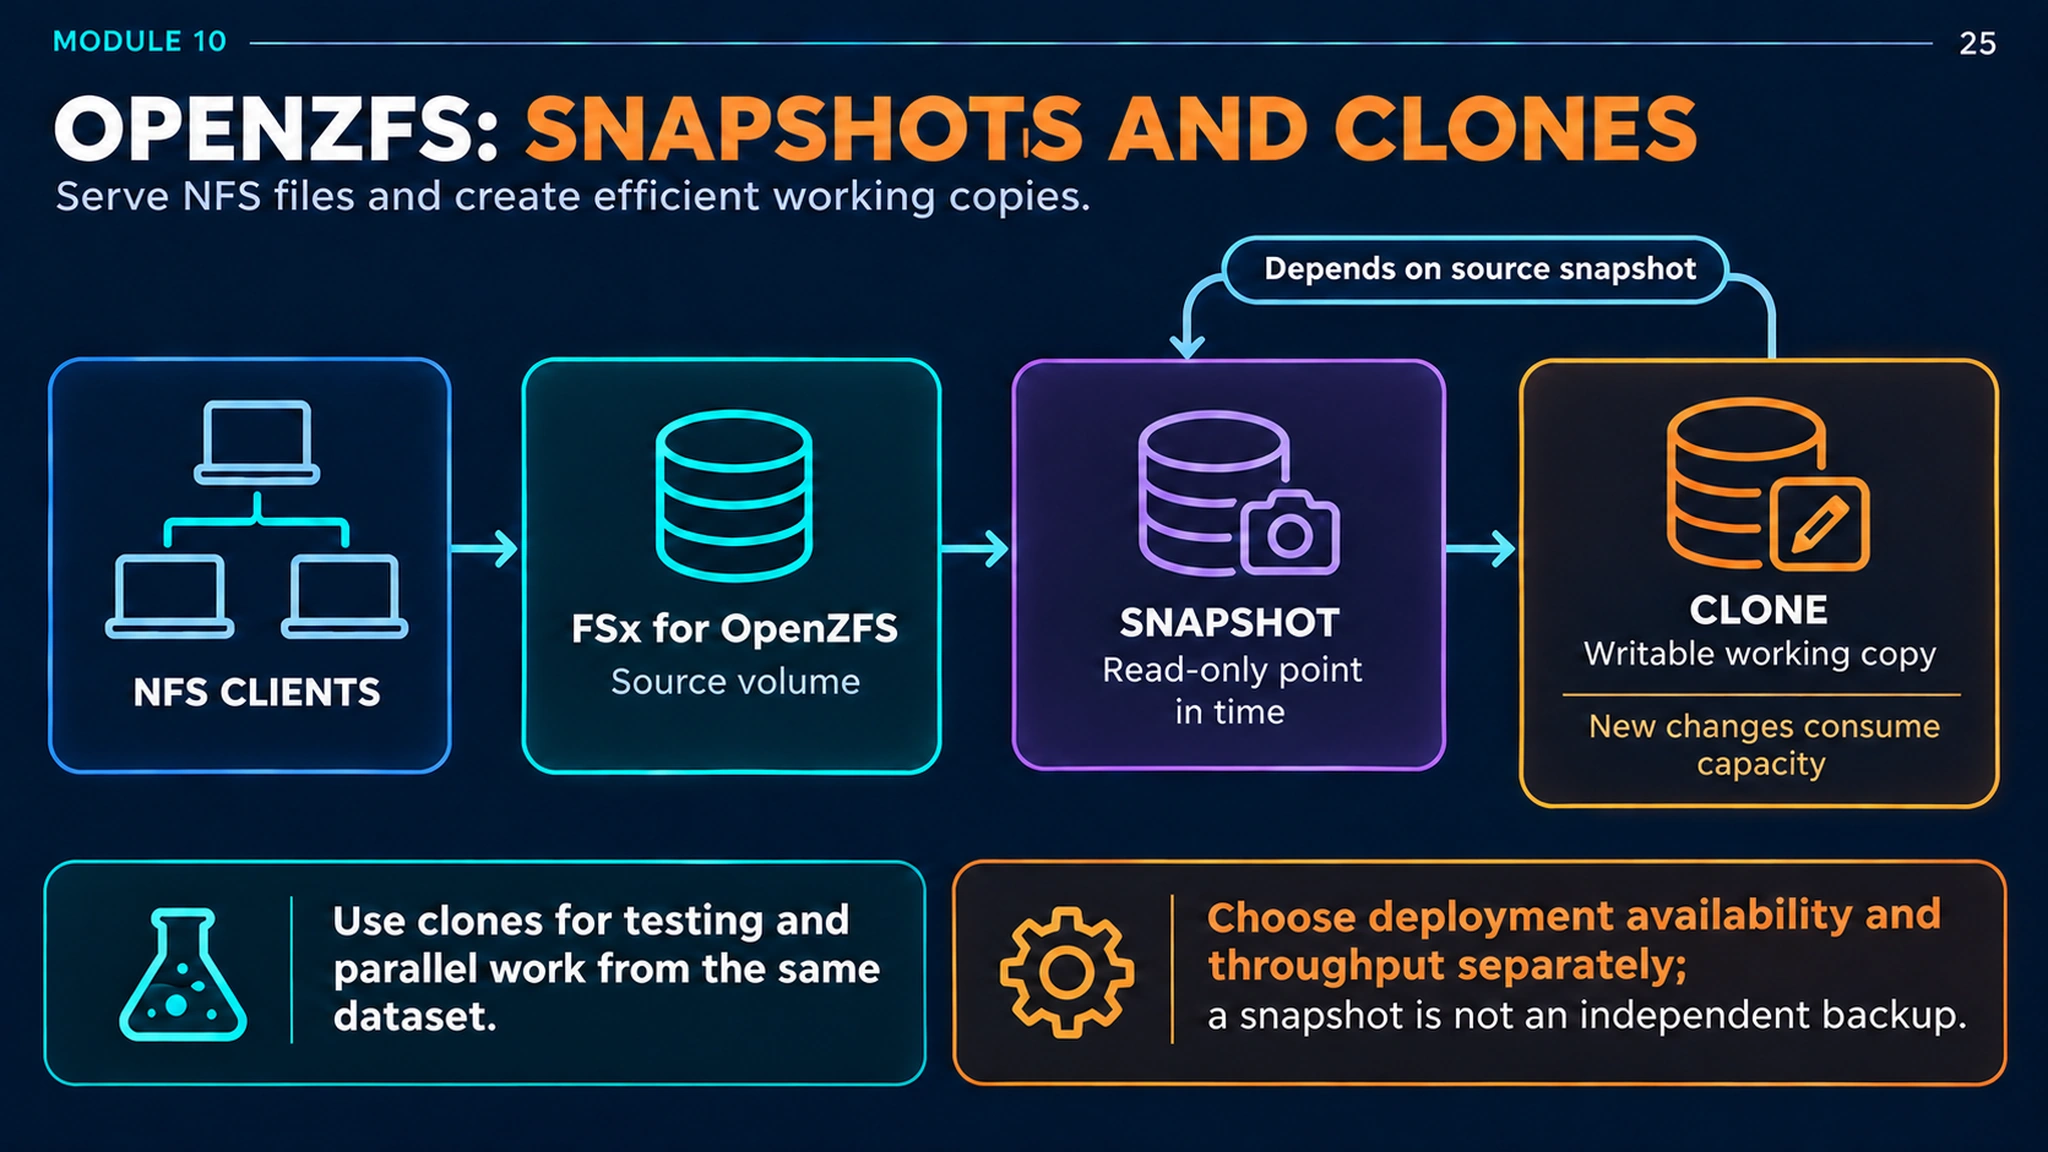 MODULE 10
25
OPENZFS: SNAPSHOTS AND CLONES
Serve NFS files and create efficient working copies.
Depends on source snapshot
NFS CLIENTS
FSx for OpenZFS
Source volume
SNAPSHOT
Read-only point
in time
CLONE
Writable working copy
New changes consume
capacity
Use clones for testing and
parallel work from the same
dataset.
Choose deployment availability and
throughput separately;
a snapshot is not an independent backup.